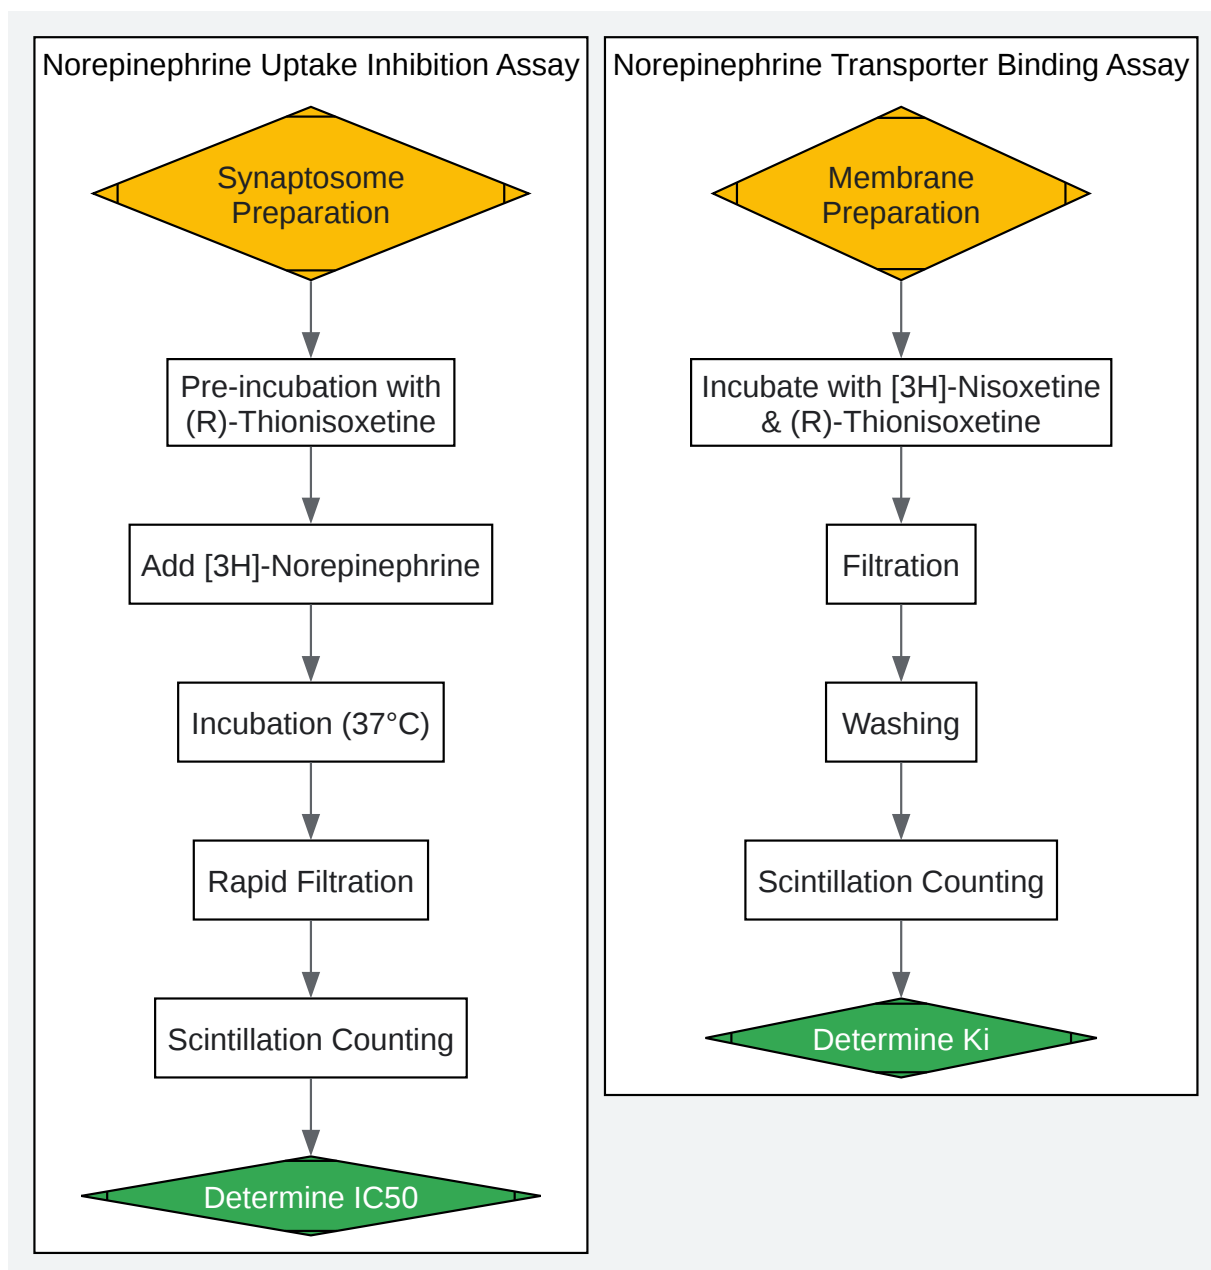 Norepinephrine Uptake Inhibition Assay
Synaptosome
Preparation
Pre-incubation with
(R)-Thionisoxetine
Add [3H]-Norepinephrine
Incubation (37°C)
Rapid Filtration
Scintillation Counting
Determine IC50
Norepinephrine Transporter Binding Assay
Membrane
Preparation
Incubate with [3H]-Nisoxetine
& (R)-Thionisoxetine
Filtration
Washing
Scintillation Counting
Determine Ki